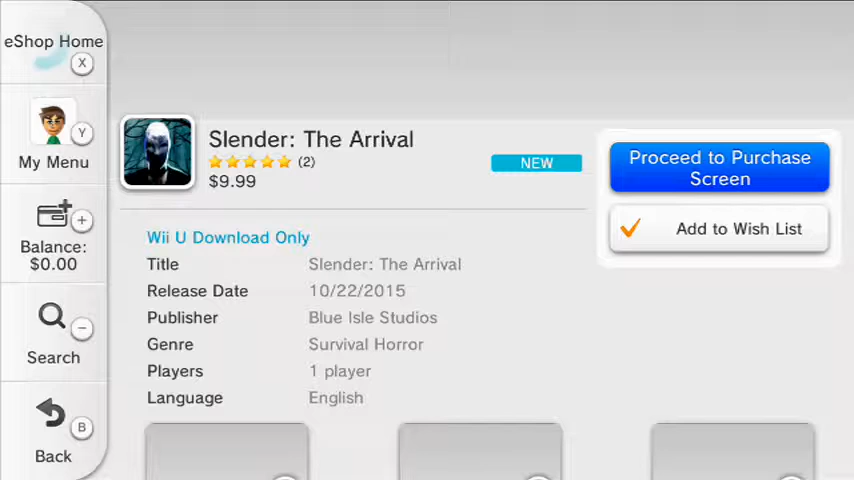 eShop Home
X
Y
My Menu
+
Balance:
$0.00
−
Search
B
Back
Slender: The Arrival
(2)
$9.99
NEW
Proceed to Purchase
Screen
Add to Wish List
Wii U Download Only
Title Slender: The Arrival
Release Date 10/22/2015
Publisher Blue Isle Studios
Genre Survival Horror
Players 1 player
Language English